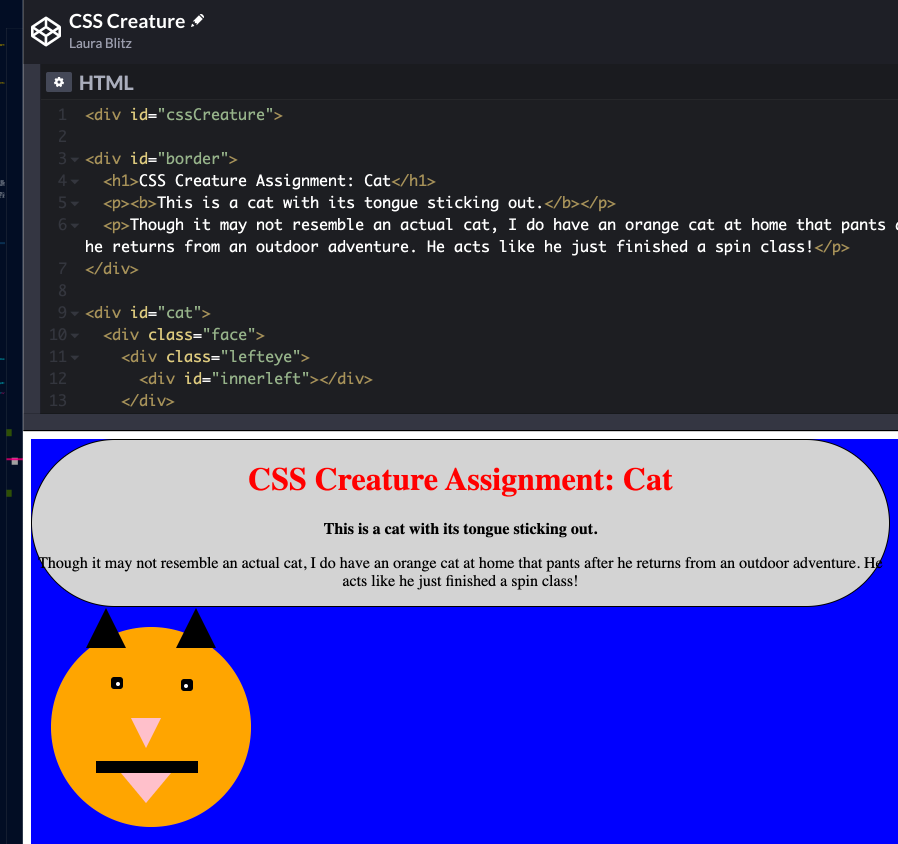 CSS Creature
Laura Blitz
HTML
1 <div id="cssCreature">
2
3 <div id="border">
4 <h1>CSS Creature Assignment: Cat</h1>
5 <p><b>This is a cat with its tongue sticking out.</b></p>
6 <p>Though it may not resemble an actual cat, I do have an orange cat at home that pants
he returns from an outdoor adventure. He acts like he just finished a spin class!</p>
7 </div>
8
9 <div id="cat">
10 <div class="face">
11 <div class="lefteye">
12 <div id="innerleft"></div>
13 </div>
CSS Creature Assignment: Cat
This is a cat with its tongue sticking out.
Though it may not resemble an actual cat, I do have an orange cat at home that pants after he returns from an outdoor adventure. He
acts like he just finished a spin class!